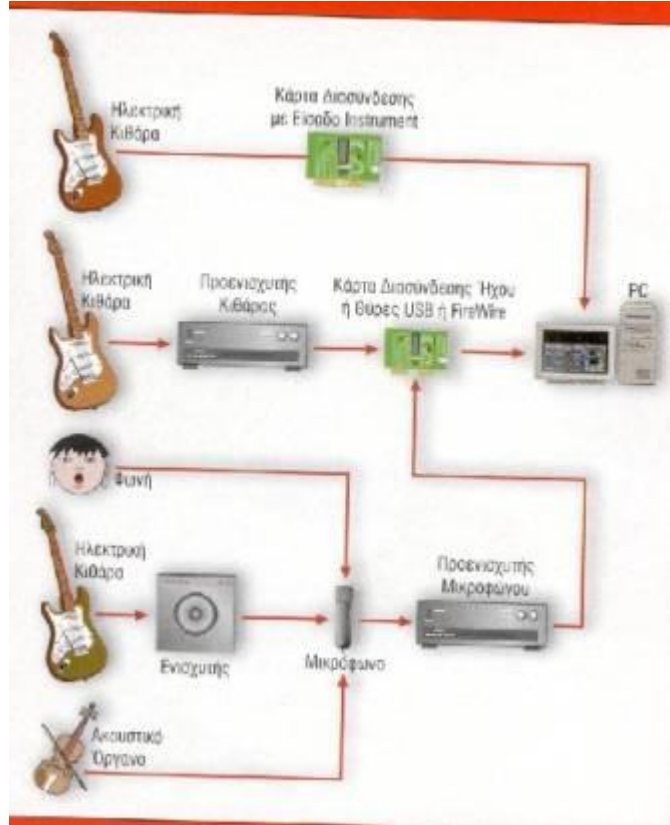 Ηλεκτρική
Κιθάρα
Κάρτα Διασύνδεσης
με Είσοδο Instrument
Ηλεκτρική
Κιθάρα
Προενισχυτής
Κιθάρας
Κάρτα Διασύνδεσης Ήχου
ή Θύρες USB ή FireWire
PC
Φωνή
Ηλεκτρική
Κιθάρα
Ενισχυτής
Μικρόφωνο
Προενισχυτής
Μικροφώνου
Ακουστικό
Όργανο